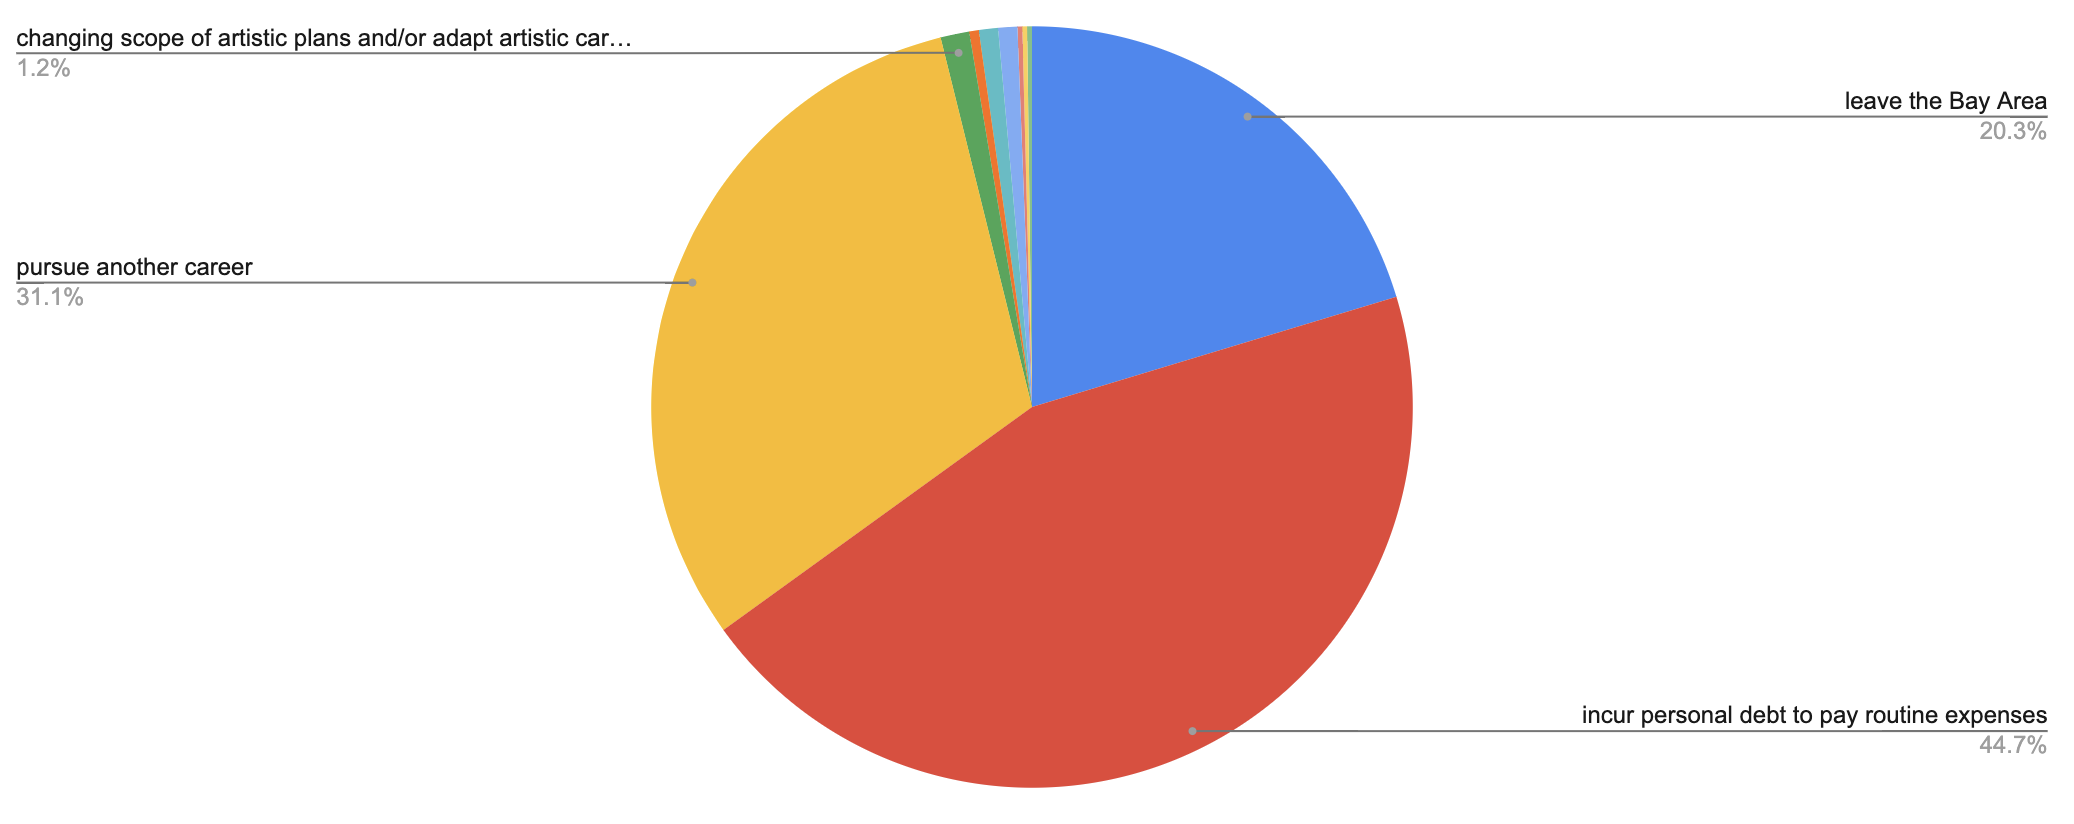 changing scope of artistic plans and/or adapt artistic car…
1.2%
leave the Bay Area
20.3%
pursue another career
31.1%
incur personal debt to pay routine expenses
44.7%